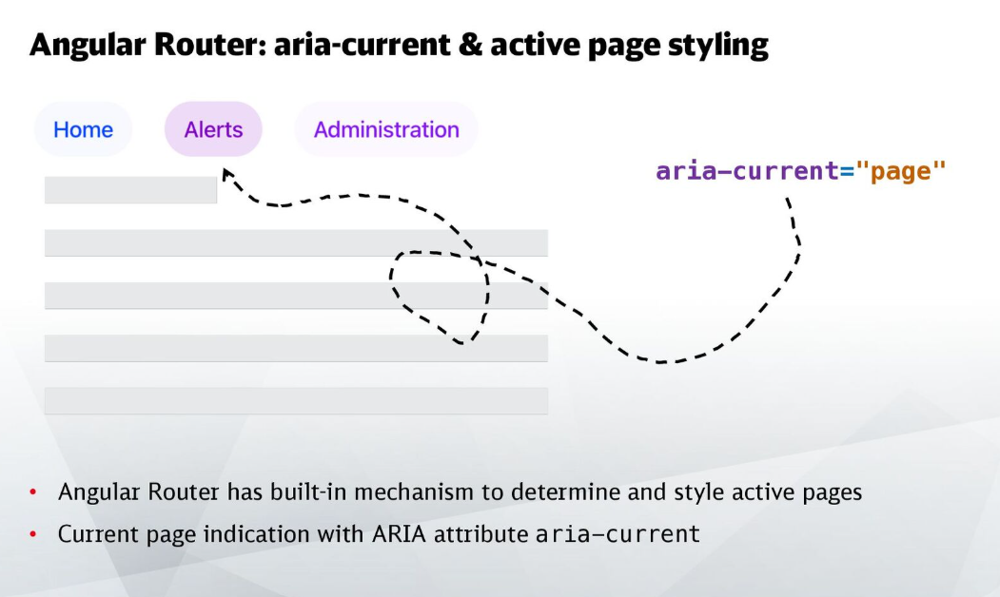 Angular Router: aria-current & active page styling
Home Alerts Administration
aria-current="page"
• Angular Router has built-in mechanism to determine and style active pages
• Current page indication with ARIA attribute aria-current